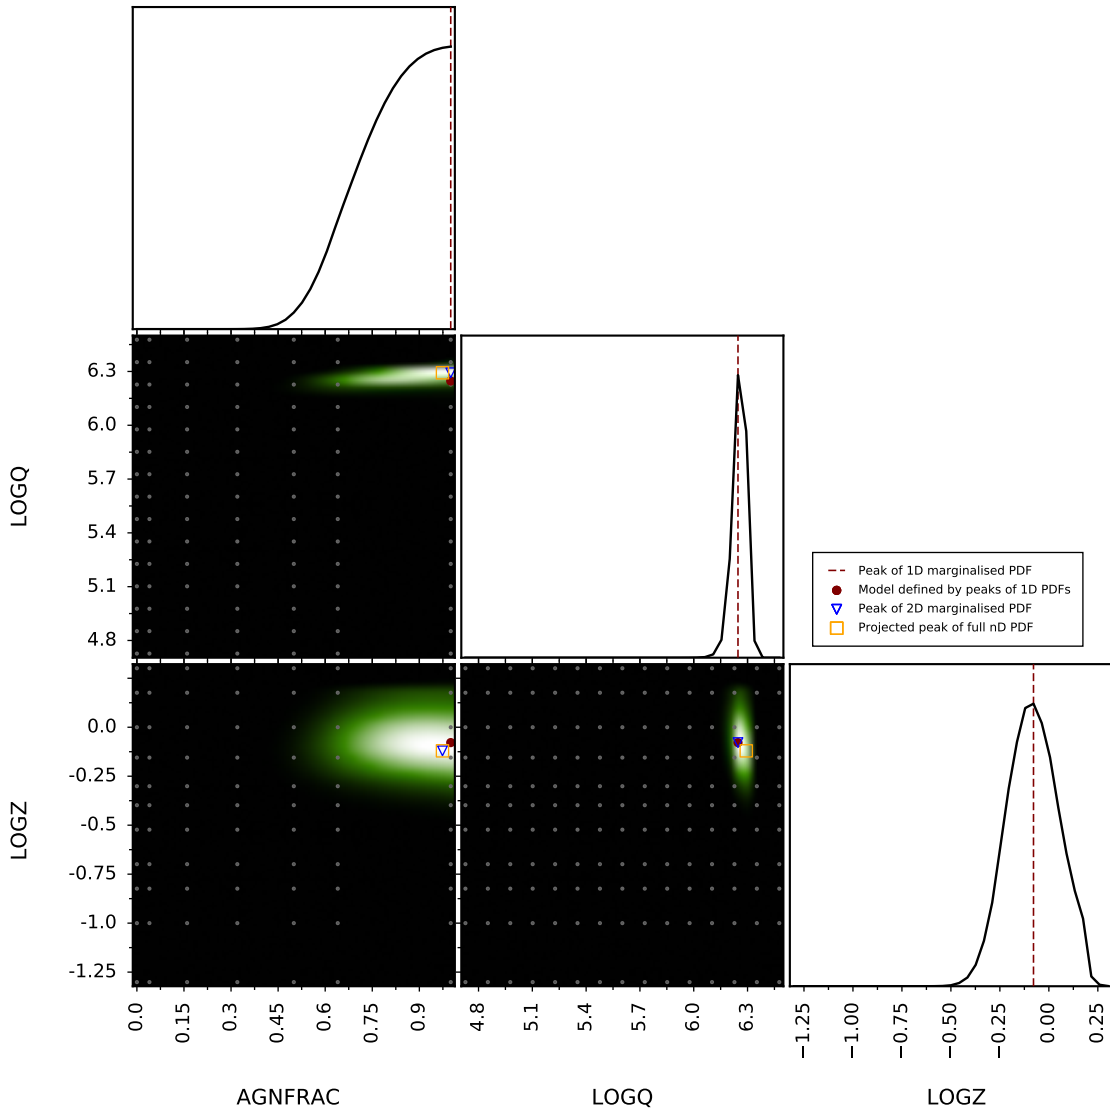 LOGQ
6.3
6.0
5.7
5.4
5.1
4.8
Peak of 1D marginalised PDF
Model defined by peaks of 1D PDFs
Peak of 2D marginalised PDF
Projected peak of full nD PDF
LOGZ
0.0
-0.25
-0.5
-0.75
-1.0
-1.25
0.0 0.15 0.3 0.45 0.6 0.75 0.9
4.8 5.1 5.4 5.7 6.0 6.3
−1.25 −1.00 −0.75 −0.50 −0.25 0.00 0.25
AGNFRAC LOGQ LOGZ